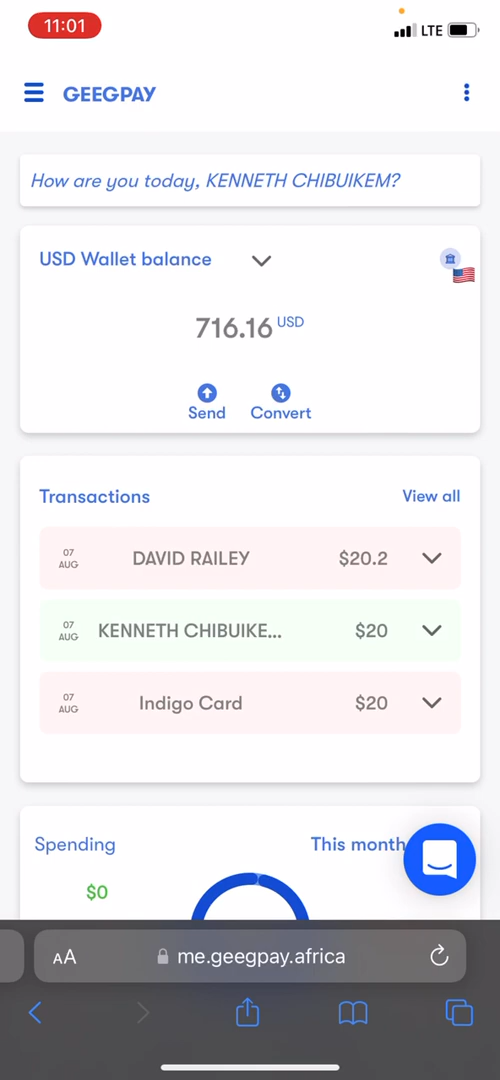 11:01
LTE
GEEGPAY
How are you today, KENNETH CHIBUIKEM?
USD Wallet balance
716.16 USD
Send Convert
Transactions View all
07 AUG DAVID RAILEY $20.2
07 AUG KENNETH CHIBUIKE... $20
07 AUG Indigo Card $20
Spending This month
$0
AA me.geegpay.africa